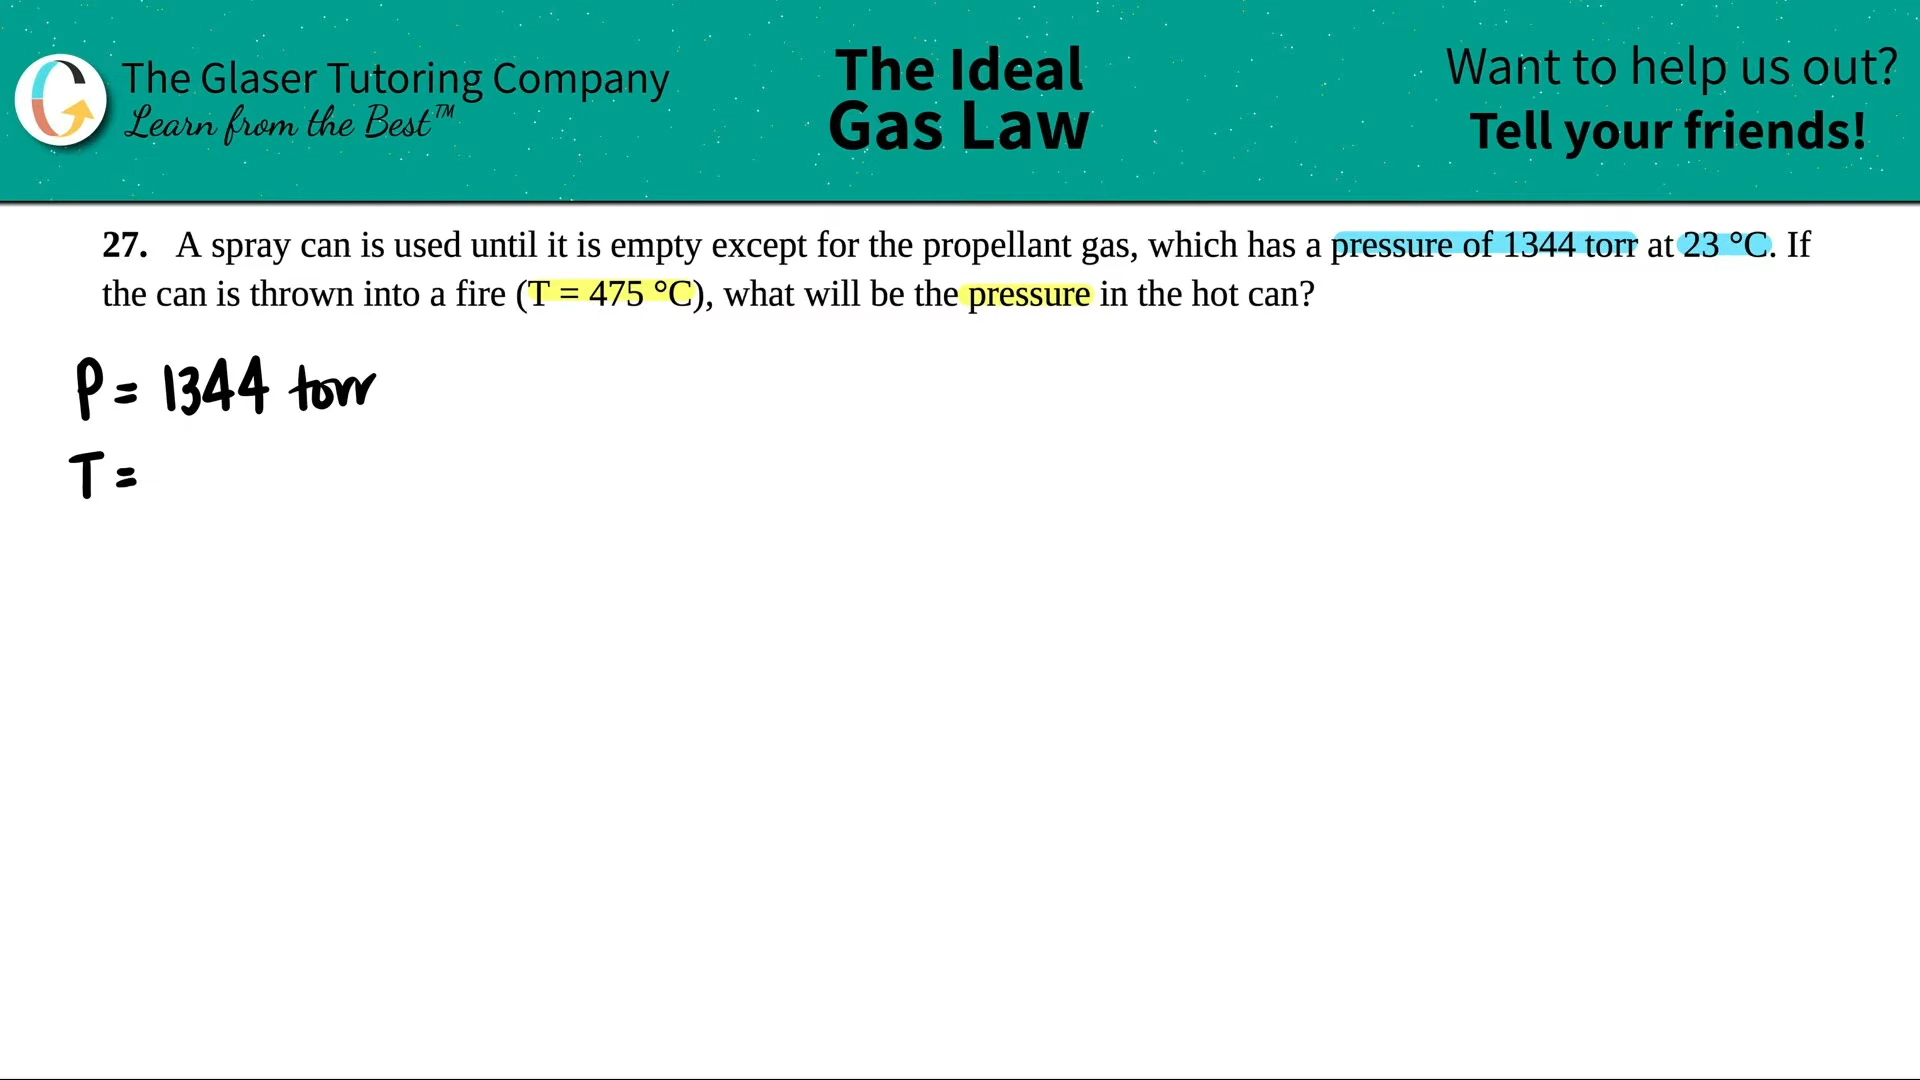 The Glaser Tutoring Company
Learn from the Best™
The Ideal
Gas Law
Want to help us out?
Tell your friends!
27. A spray can is used until it is empty except for the propellant gas, which has a pressure of 1344 torr at 23 °C. If
the can is thrown into a fire (T = 475 °C), what will be the pressure in the hot can?
P = 1344 torr
T =